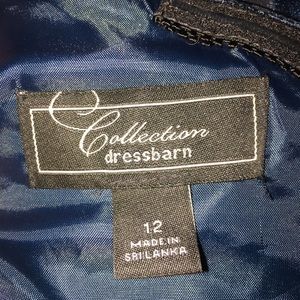 Collection
dressbarn
12
MADE IN
SRI LANKA